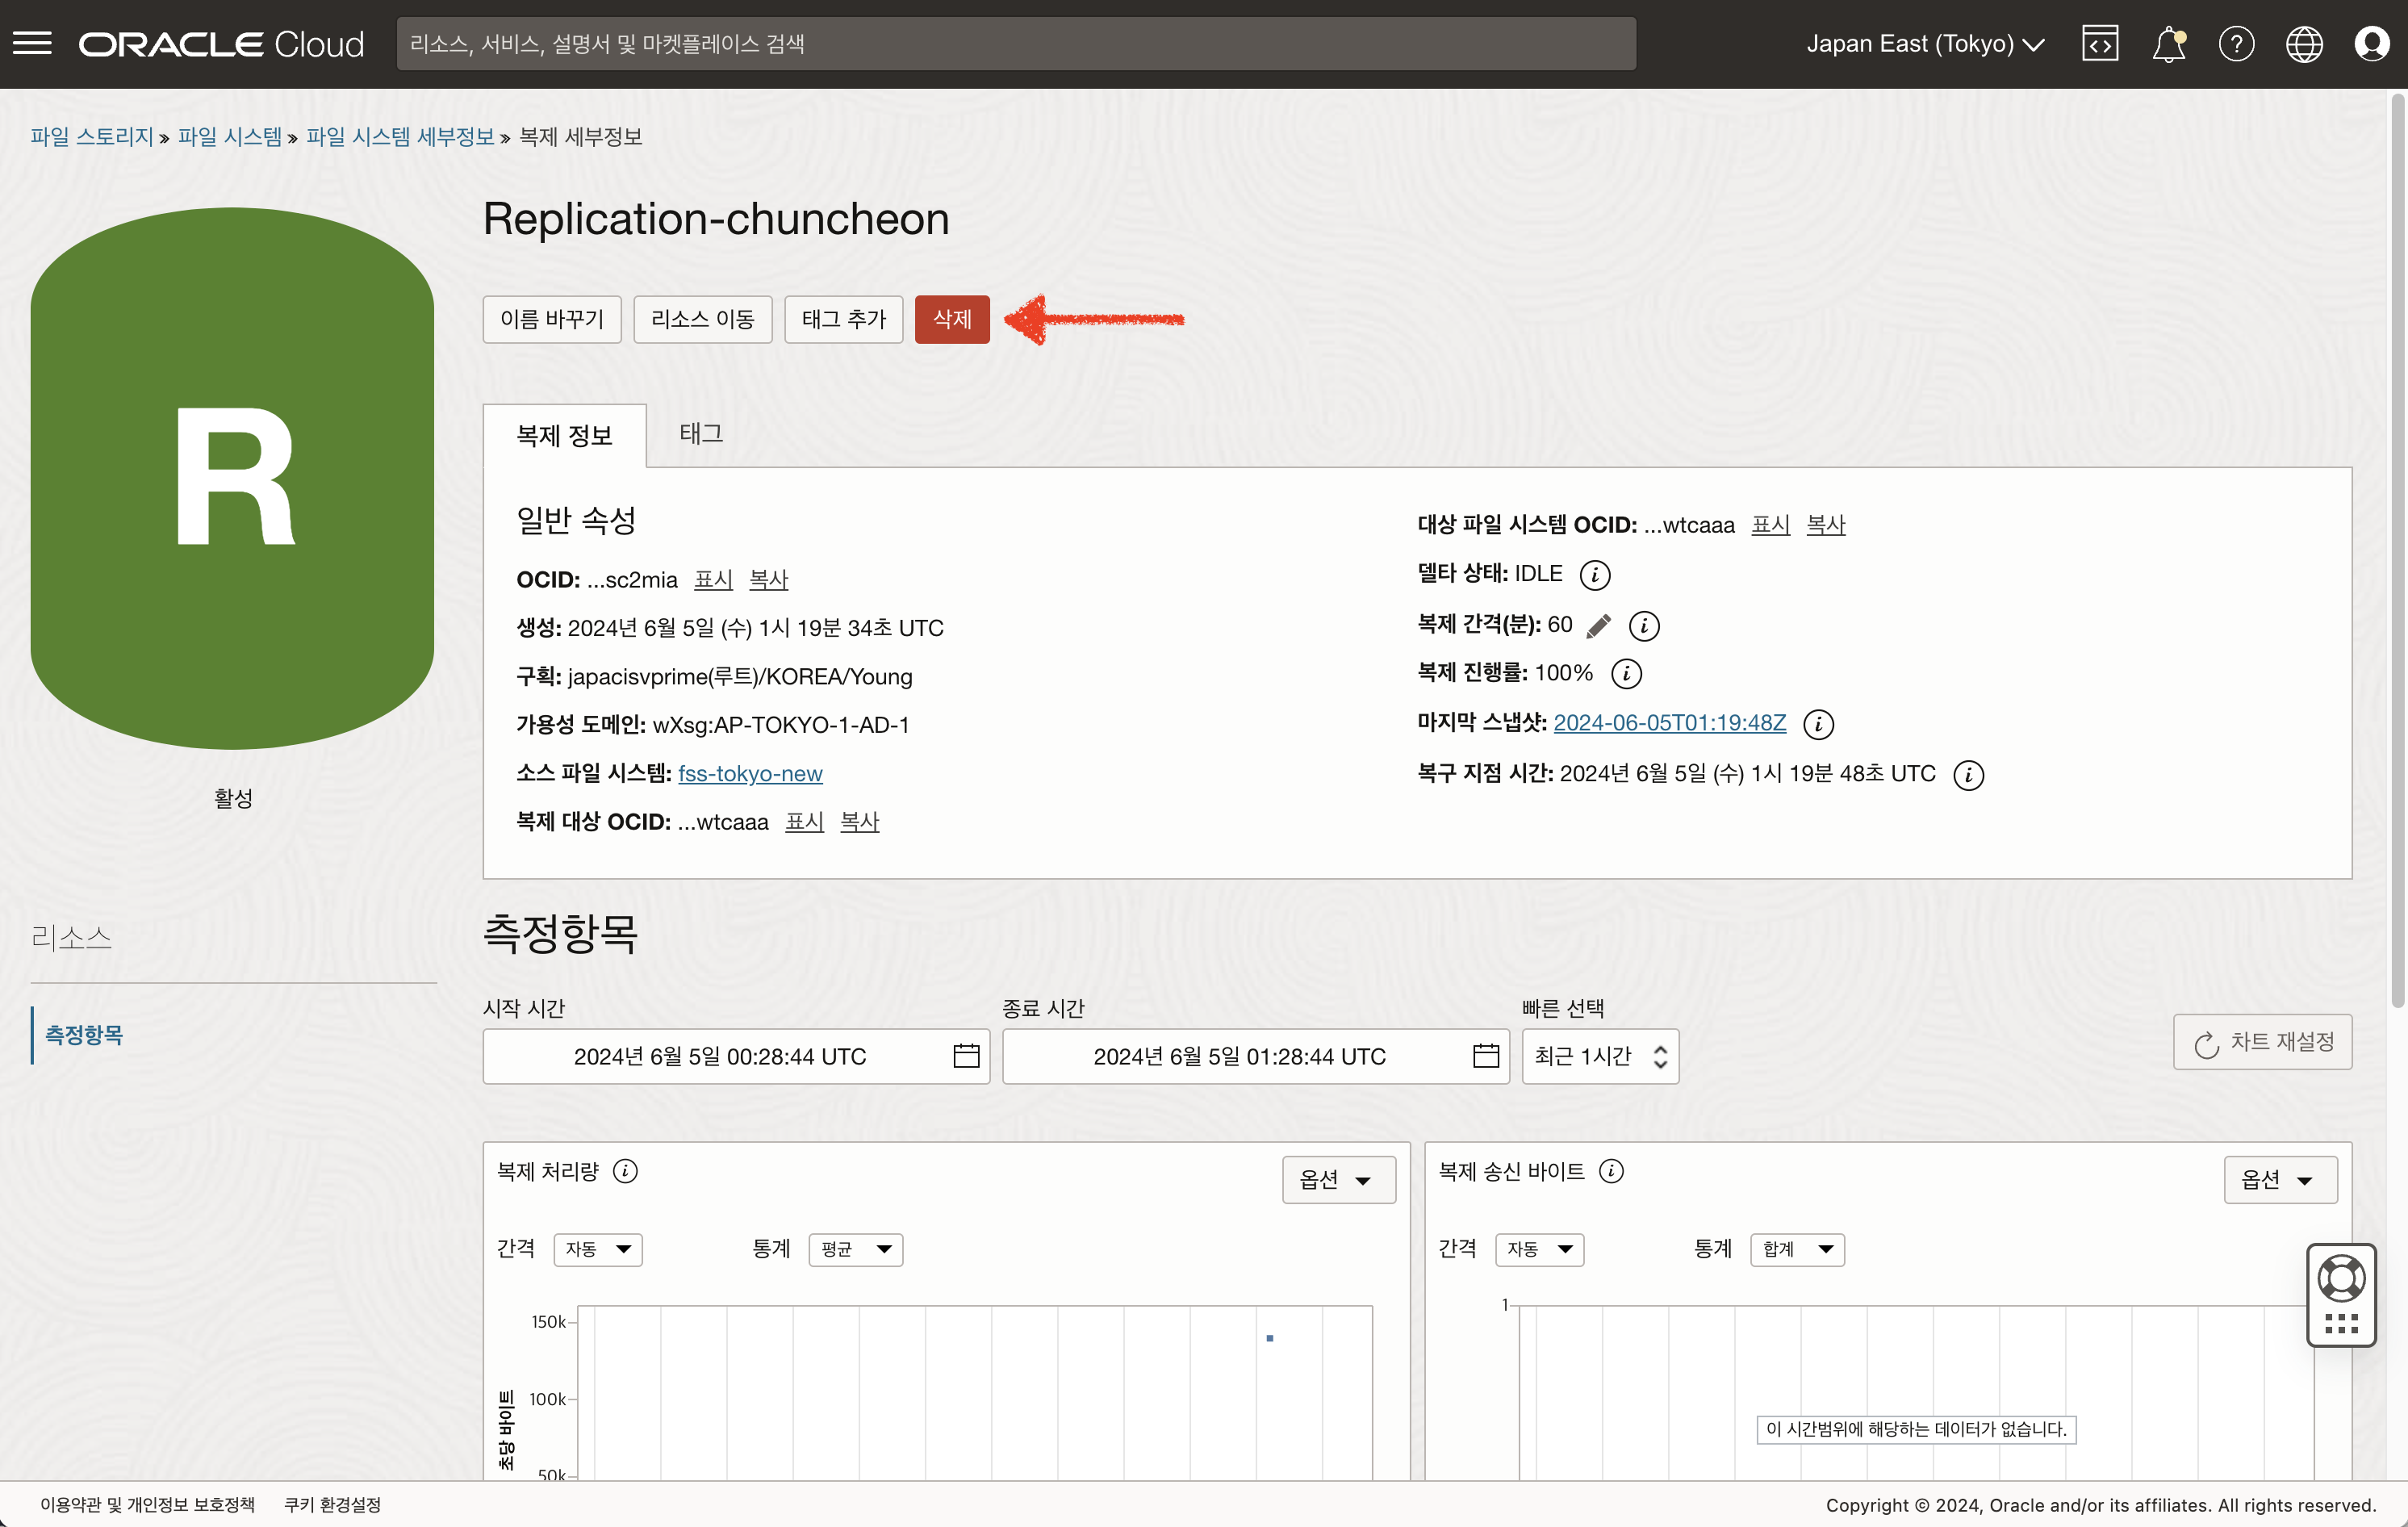 ORACLE Cloud
리소스, 서비스, 설명서 및 마켓플레이스 검색
Japan East (Tokyo)
파일 스토리지 » 파일 시스템 » 파일 시스템 세부정보 » 복제 세부정보
R
활성
Replication-chuncheon
이름 바꾸기
리소스 이동
태그 추가
삭제
복제 정보
태그
일반 속성
OCID: ...sc2mia 표시 복사
생성: 2024년 6월 5일 (수) 1시 19분 34초 UTC
구획: japacisvprime(루트)/KOREA/Young
가용성 도메인: wXsg:AP-TOKYO-1-AD-1
소스 파일 시스템: fss-tokyo-new
복제 대상 OCID: ...wtcaaa 표시 복사
대상 파일 시스템 OCID: ...wtcaaa 표시 복사
델타 상태: IDLE
복제 간격(분): 60
복제 진행률: 100%
마지막 스냅샷: 2024-06-05T01:19:48Z
복구 지점 시간: 2024년 6월 5일 (수) 1시 19분 48초 UTC
리소스
측정항목
측정항목
시작 시간
2024년 6월 5일 00:28:44 UTC
종료 시간
2024년 6월 5일 01:28:44 UTC
빠른 선택
최근 1시간
차트 재설정
복제 처리량
옵션
간격 자동 통계 평균
150k
100k
50k
초당 바이트
복제 송신 바이트
옵션
간격 자동 통계 합계
1
이 시간범위에 해당하는 데이터가 없습니다.
이용약관 및 개인정보 보호정책
쿠키 환경설정
Copyright © 2024, Oracle and/or its affiliates. All rights reserved.